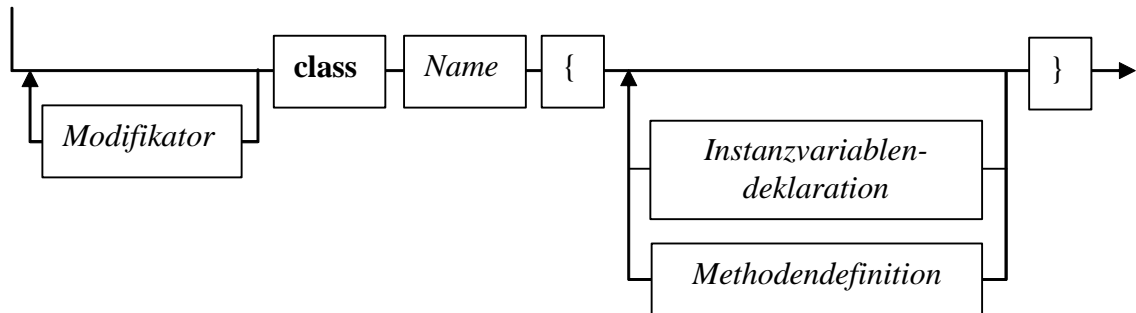 class Name { }
Modifikator
Instanzvariablen-
deklaration
Methodendefinition